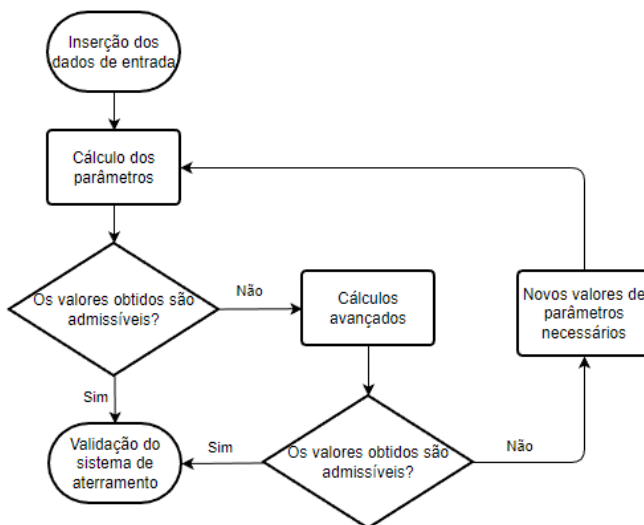 Inserção dos
dados de entrada
Cálculo dos
parâmetros
Os valores obtidos são
admissíveis?
Não
Cálculos
avançados
Novos valores de
parâmetros
necessários
Sim
Validação do
sistema de
aterramento
Sim
Os valores obtidos são
admissíveis?
Não